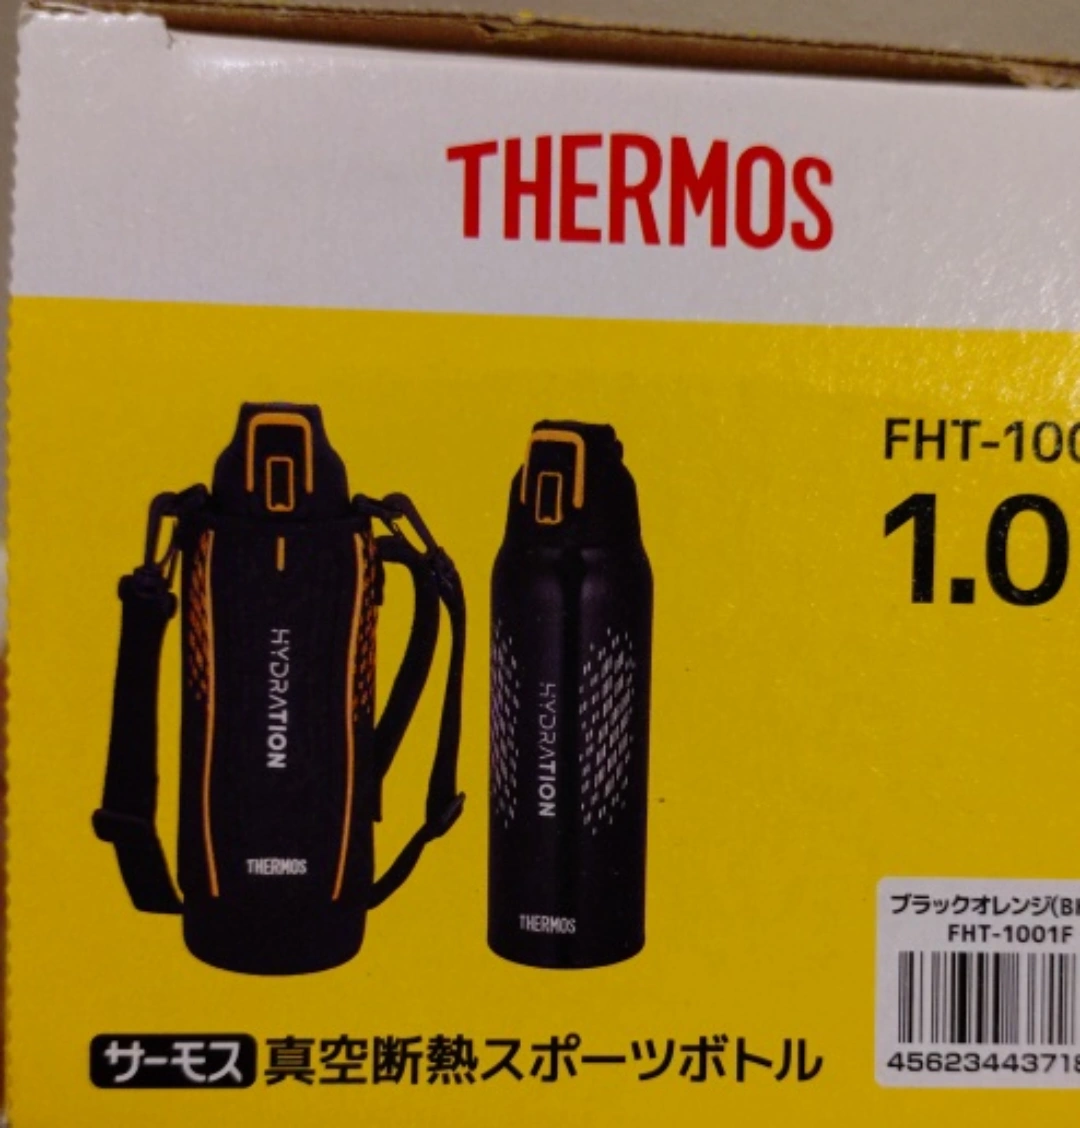 THERMOS
FHT-100
1.0
HYDRATION
THERMOS
HYDRATION
THERMOS
ブラックオレンジ(B
FHT-1001F
45623443718
サーモス 真空断熱スポーツボトル